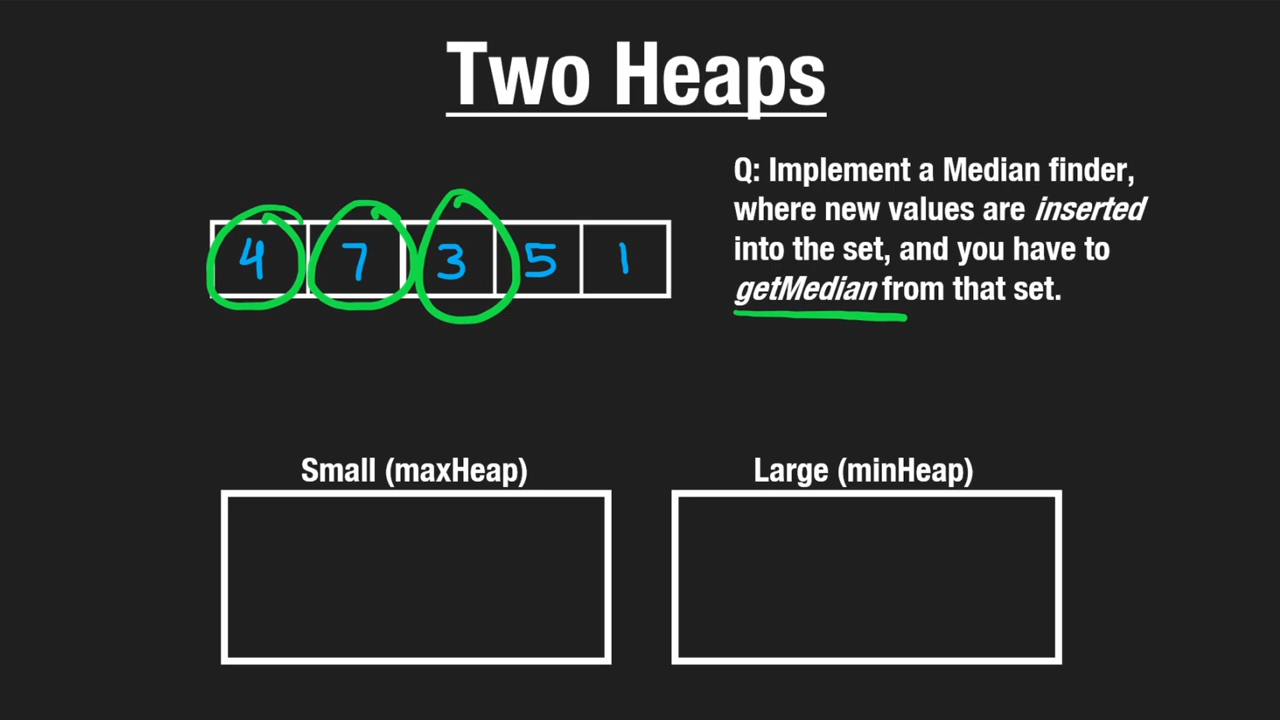 Two Heaps
4 7 3 5 1
Q: Implement a Median finder,
where new values are inserted
into the set, and you have to
getMedian from that set.
Small (maxHeap)
Large (minHeap)